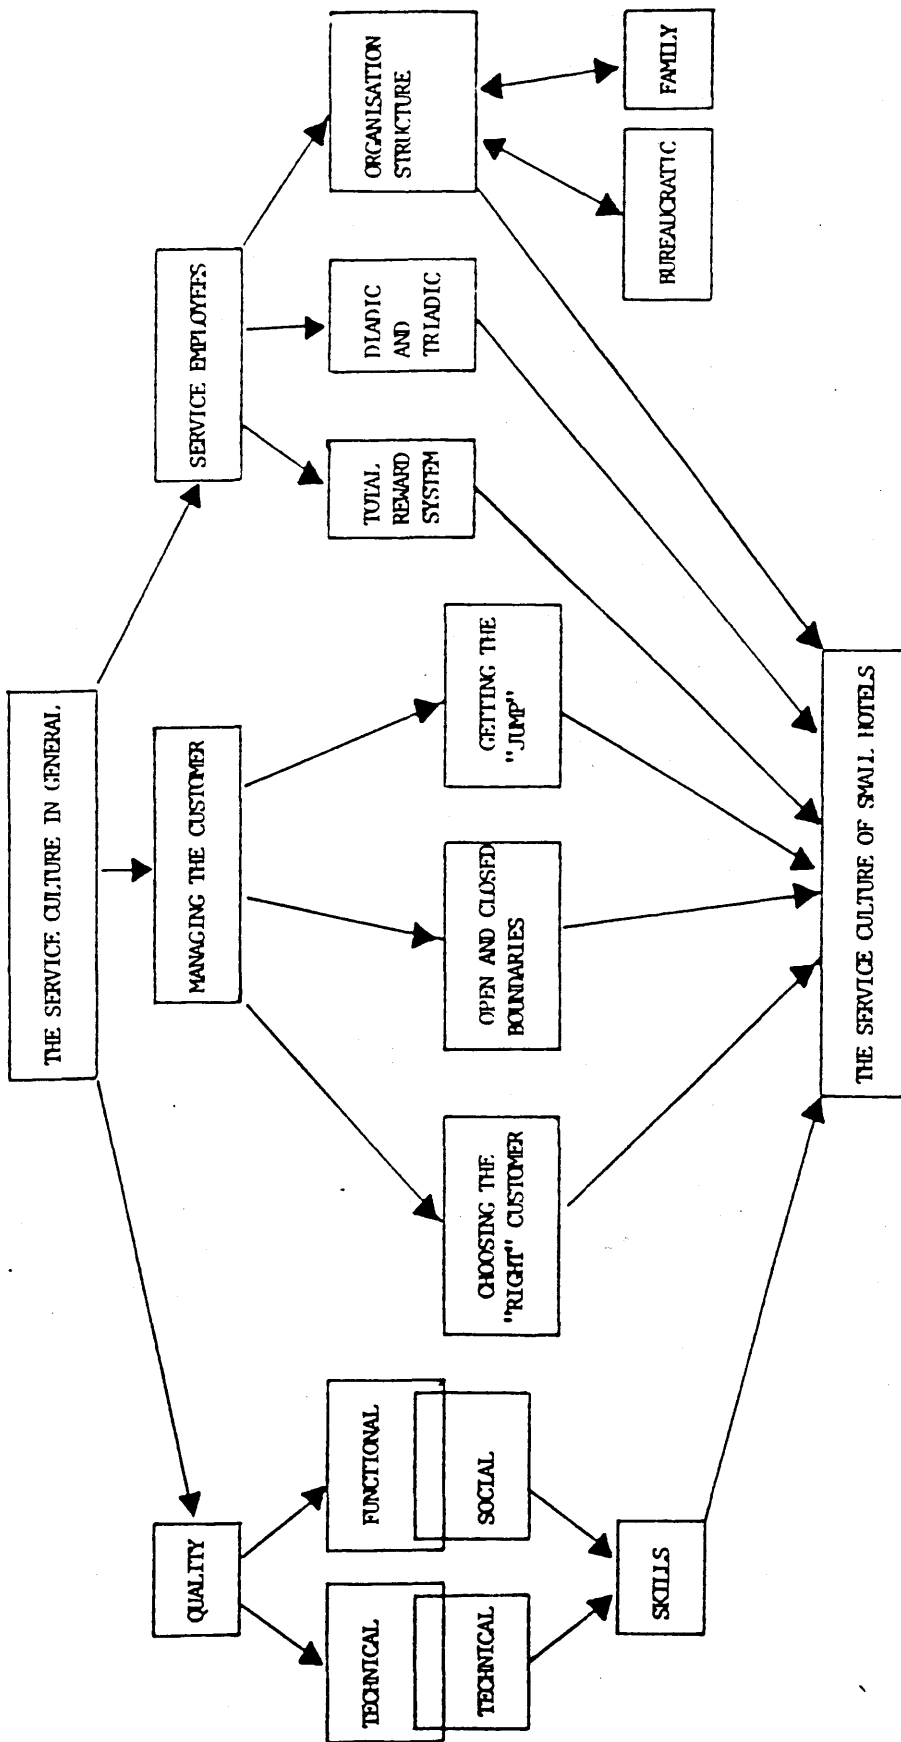 THE SERVICE CULTURE IN GENERAL
QUALITY
MANAGING THE CUSTOMER
SERVICE EMPLOYEES
TECHNICAL
FUNCTIONAL
TOTAL
REWARD
SYSTEM
DIADIC
AND
TRIADIC
ORGANISATION
STRUCTURE
TECHNICAL
SOCIAL
CHOOSING THE
"RIGHT" CUSTOMER
OPEN AND CLOSED
BOUNDARIES
GETTING THE
"JUMP"
SKILLS
BUREAUCRATIC
FAMILY
THE SERVICE CULTURE OF SMALL HOTELS